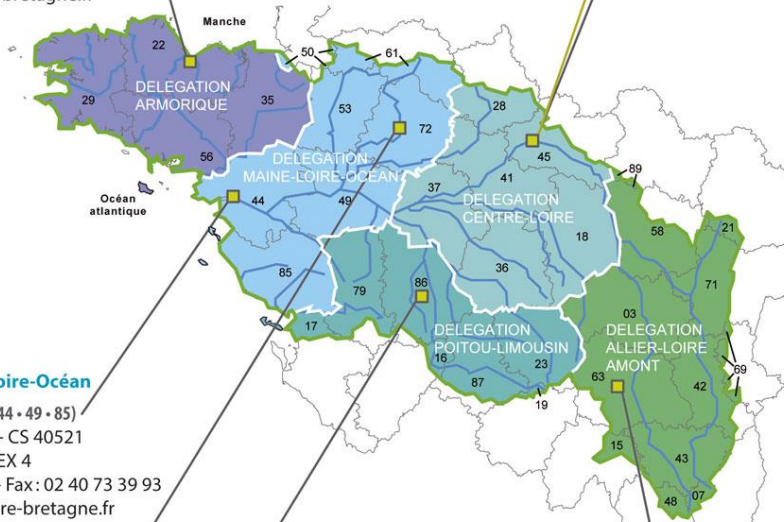 bretagne.fr
Manche
22
50
61
DELEGATION
ARMORIQUE
29
35
53
28
72
56
45
DELEGATION
MAINE-LOIRE-OCEAN
41
89
37
DELEGATION
CENTRE-LOIRE
Océan
atlantique
44
49
58
21
18
85
36
79
86
71
17
03
DELEGATION
POITOU-LIMOUSIN
DELEGATION
ALLIER-LOIRE
AMONT
16
23
69
63
87
42
19
oire-Océan
44 • 49 • 85)
- CS 40521
EX 4
- Fax : 02 40 73 39 93
re-bretagne.fr
15
43
48
07